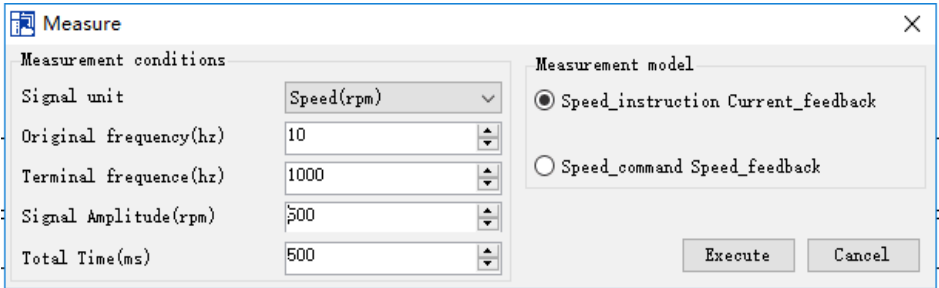 Measure
Measurement conditions
Signal unit
Speed(rpm)
Original frequency(hz)
10
Terminal frequence(hz)
1000
Signal Amplitude(rpm)
500
Total Time(ms)
500
Measurement model
Speed_instruction Current_feedback
Speed_command Speed_feedback
Execute
Cancel